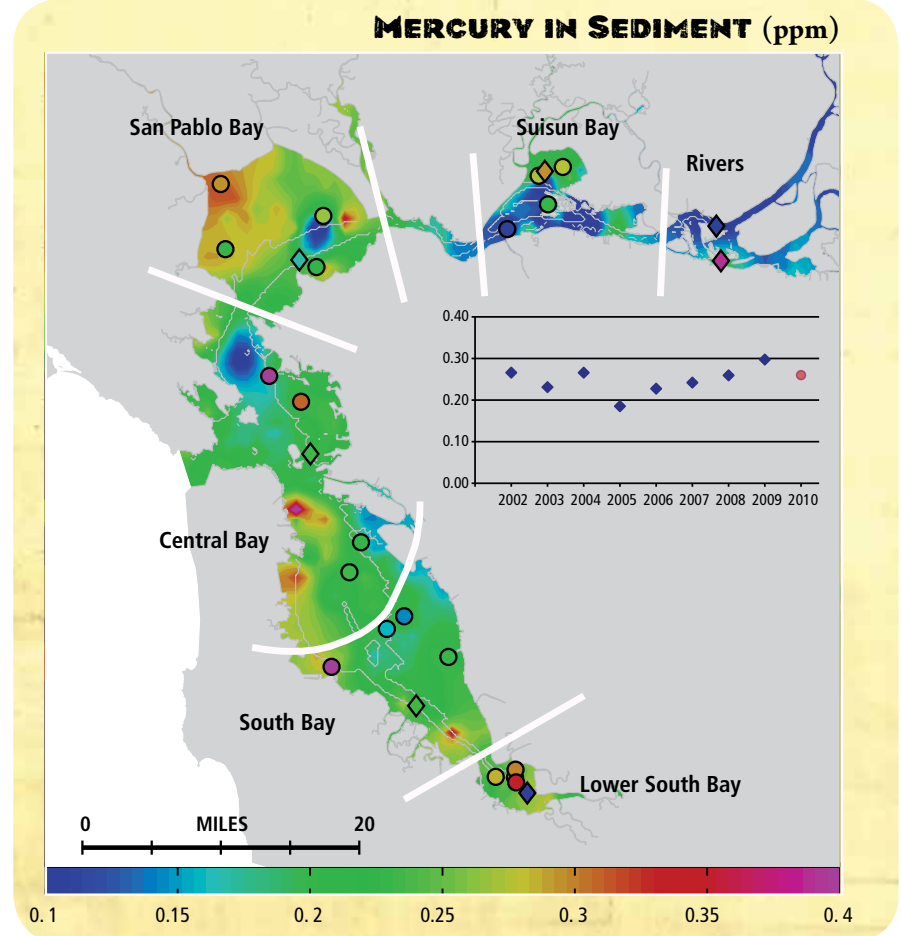 MERCURY IN SEDIMENT (ppm)
San Pablo Bay
Suisun Bay
Rivers
0.40
0.30
0.20
0.10
0.00
2002 2003 2004 2005 2006 2007 2008 2009 2010
Central Bay
South Bay
Lower South Bay
0 MILES 20
0.1 0.15 0.2 0.25 0.3 0.35 0.4